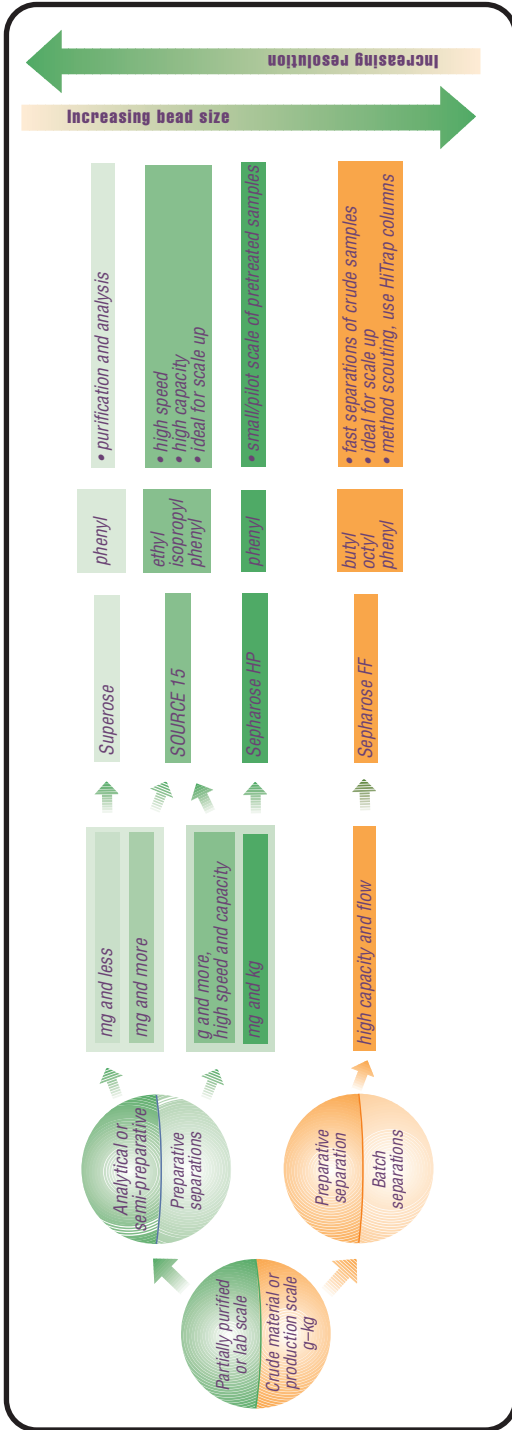 Partially purified
or lab scale
Crude material or
production scale
g–kg
Analytical or
semi-preparative
Preparative
separations
Preparative
separation
Batch
separations
mg and less
mg and more
g and more,
high speed and capacity
mg and kg
high capacity and flow
Superose
SOURCE 15
Sepharose HP
Sepharose FF
phenyl
ethyl
isopropyl
phenyl
phenyl
butyl
octyl
phenyl
• purification and analysis
• high speed
• high capacity
• ideal for scale up
• small/pilot scale of pretreated samples
• fast separations of crude samples
• ideal for scale up
• method scouting, use HiTrap columns
Increasing bead size
Increasing resolution